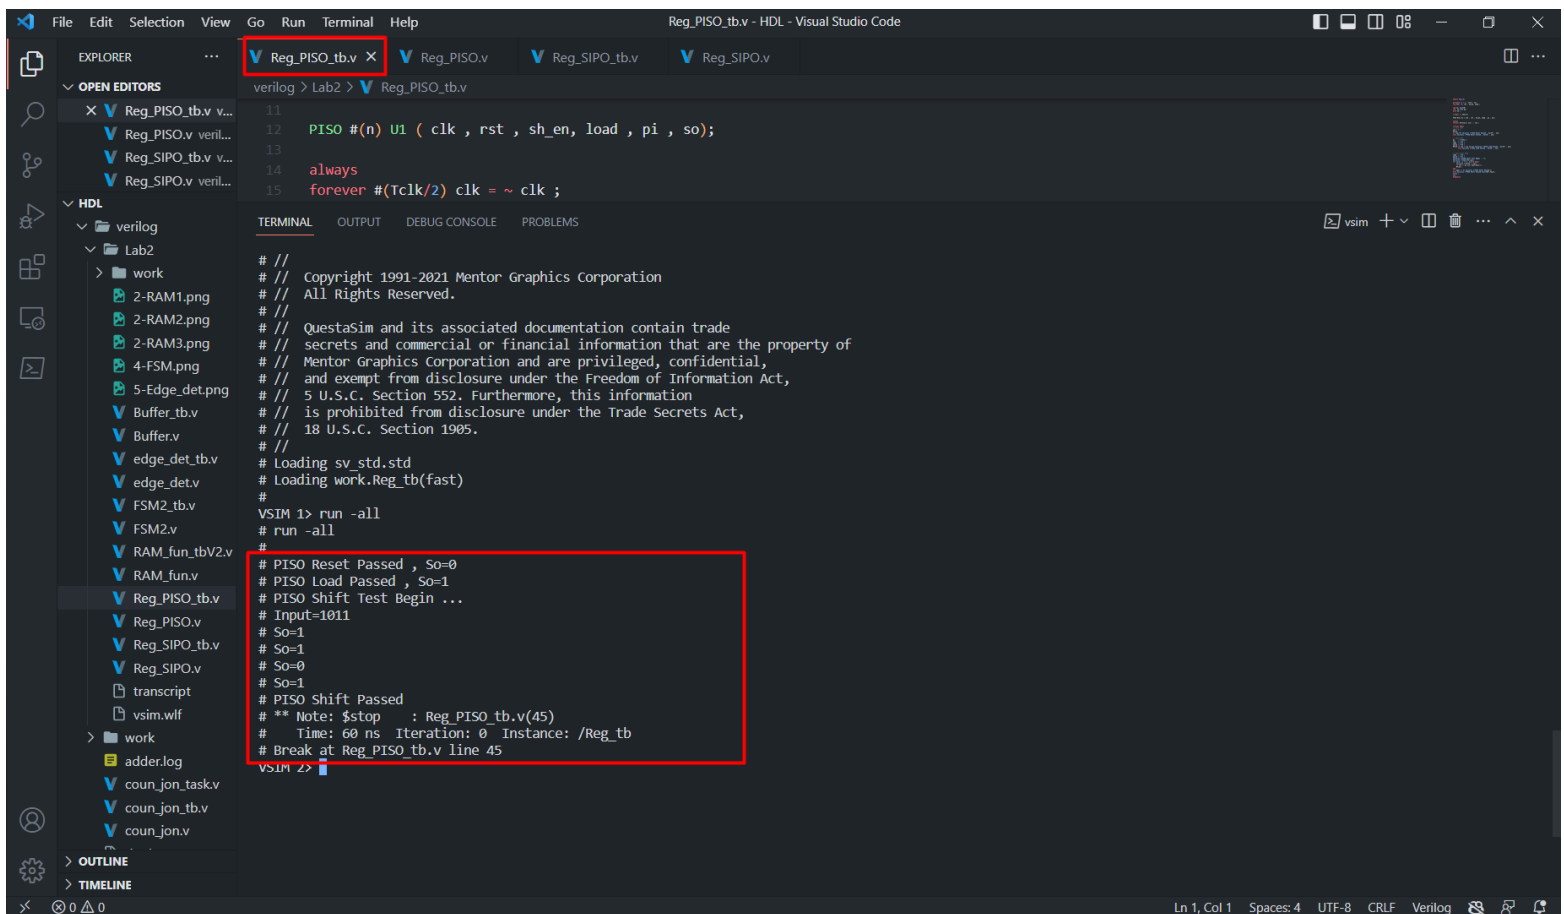 File Edit Selection View Go Run Terminal Help
Reg_PISO_tb.v - HDL - Visual Studio Code
EXPLORER
Reg_PISO_tb.v
Reg_PISO.v
Reg_SIPO_tb.v
Reg_SIPO.v
OPEN EDITORS
Reg_PISO_tb.v v...
Reg_PISO.v veril...
Reg_SIPO_tb.v v...
Reg_SIPO.v veril...
HDL
verilog
Lab2
work
2-RAM1.png
2-RAM2.png
2-RAM3.png
4-FSM.png
5-Edge_det.png
Buffer_tb.v
Buffer.v
edge_det_tb.v
edge_det.v
FSM2_tb.v
FSM2.v
RAM_fun_tbV2.v
RAM_fun.v
Reg_PISO_tb.v
Reg_PISO.v
Reg_SIPO_tb.v
Reg_SIPO.v
transcript
vsim.wlf
work
adder.log
coun_jon_task.v
coun_jon_tb.v
coun_jon.v
OUTLINE
TIMELINE
verilog > Lab2 > Reg_PISO_tb.v
11
12 PISO #(n) U1 ( clk , rst , sh_en, load , pi , so);
13
14 always
15 forever #(Tclk/2) clk = ~ clk ;
TERMINAL OUTPUT DEBUG CONSOLE PROBLEMS
vsim
# //
# // Copyright 1991-2021 Mentor Graphics Corporation
# // All Rights Reserved.
# //
# // QuestaSim and its associated documentation contain trade
# // secrets and commercial or financial information that are the property of
# // Mentor Graphics Corporation and are privileged, confidential,
# // and exempt from disclosure under the Freedom of Information Act,
# // 5 U.S.C. Section 552. Furthermore, this information
# // is prohibited from disclosure under the Trade Secrets Act,
# // 18 U.S.C. Section 1905.
# //
# Loading sv_std.std
# Loading work.Reg_tb(fast)
#
VSIM 1> run -all
# run -all
#
# PISO Reset Passed , So=0
# PISO Load Passed , So=1
# PISO Shift Test Begin ...
# Input=1011
# So=1
# So=1
# So=0
# So=1
# PISO Shift Passed
# ** Note: $stop : Reg_PISO_tb.v(45)
# Time: 60 ns Iteration: 0 Instance: /Reg_tb
# Break at Reg_PISO_tb.v line 45
VSIM 2>
0 0
Ln 1, Col 1 Spaces: 4 UTF-8 CRLF Verilog